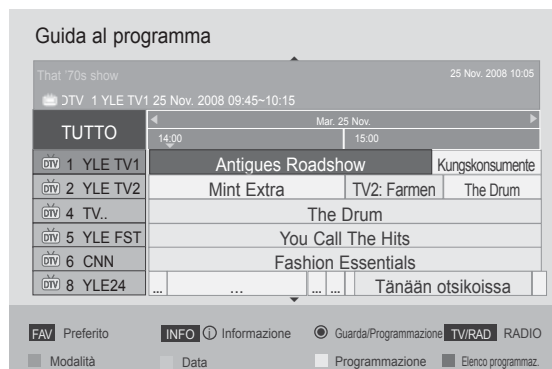 Guida al programma
That '70s show 25 Nov. 2008 10:05
DTV 1 YLE TV1 25 Nov. 2008 09:45~10:15
TUTTO Mar. 25 Nov.
14:00 15:00
DTV 1 YLE TV1 Antigues Roadshow Kungskonsumente
DTV 2 YLE TV2 Mint Extra TV2: Farmen The Drum
DTV 4 TV.. The Drum
DTV 5 YLE FST You Call The Hits
DTV 6 CNN Fashion Essentials
DTV 8 YLE24 ... ... ... ... Tänään otsikoissa
FAV Preferito INFO i Informazione Guarda/Programmazione TV/RAD RADIO
Modalità Data Programmazione Elenco programmaz.